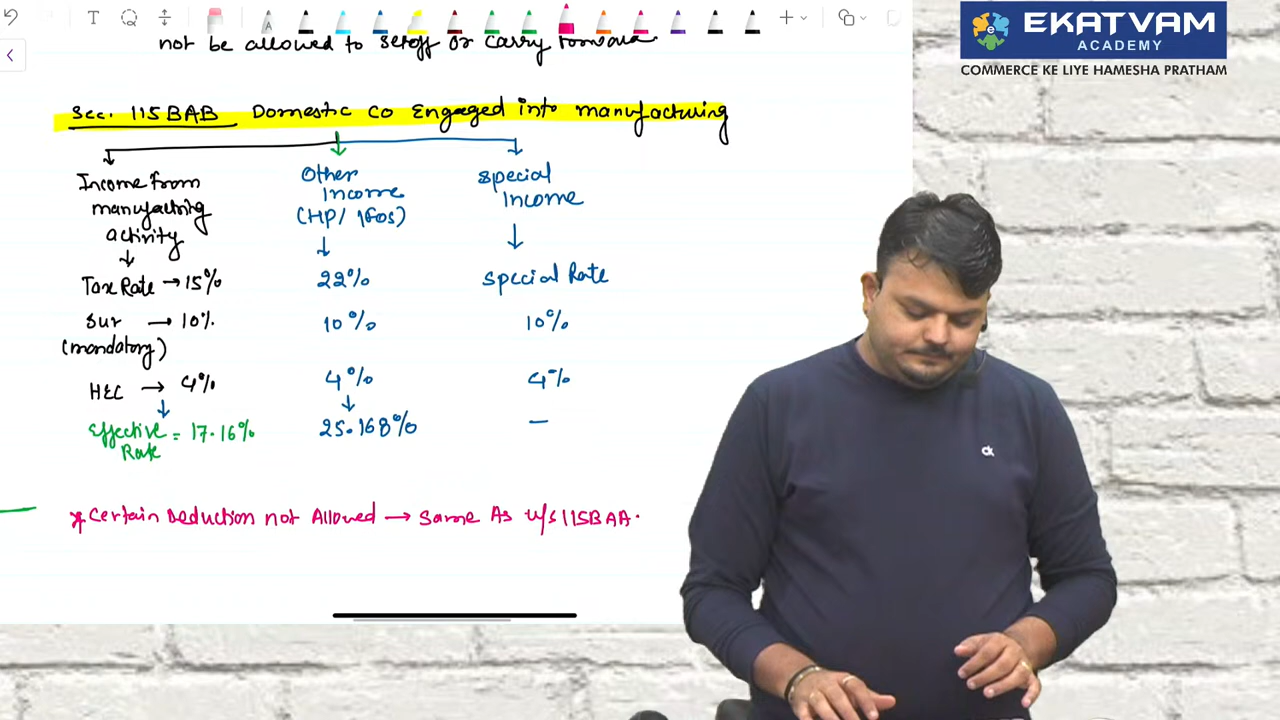 EKATVAM
ACADEMY
COMMERCE KE LIYE HAMESHA PRATHAM
not be allowed to setoff or carry forward.
Sec. 115BAB Domestic Co Engaged into manufacturing
Income from
manufactring
activity
Other
Income
(HP/ IFOS)
special
Income
Tax Rate → 15%
22%
special Rate
Sur → 10%
(mandatory)
10%
10%
HEC → 4%
4%
4%
Effective
Rate = 17.16%
25.168%
—
* Certain Deduction not Allowed → Same As u/s 115BAA.
dk